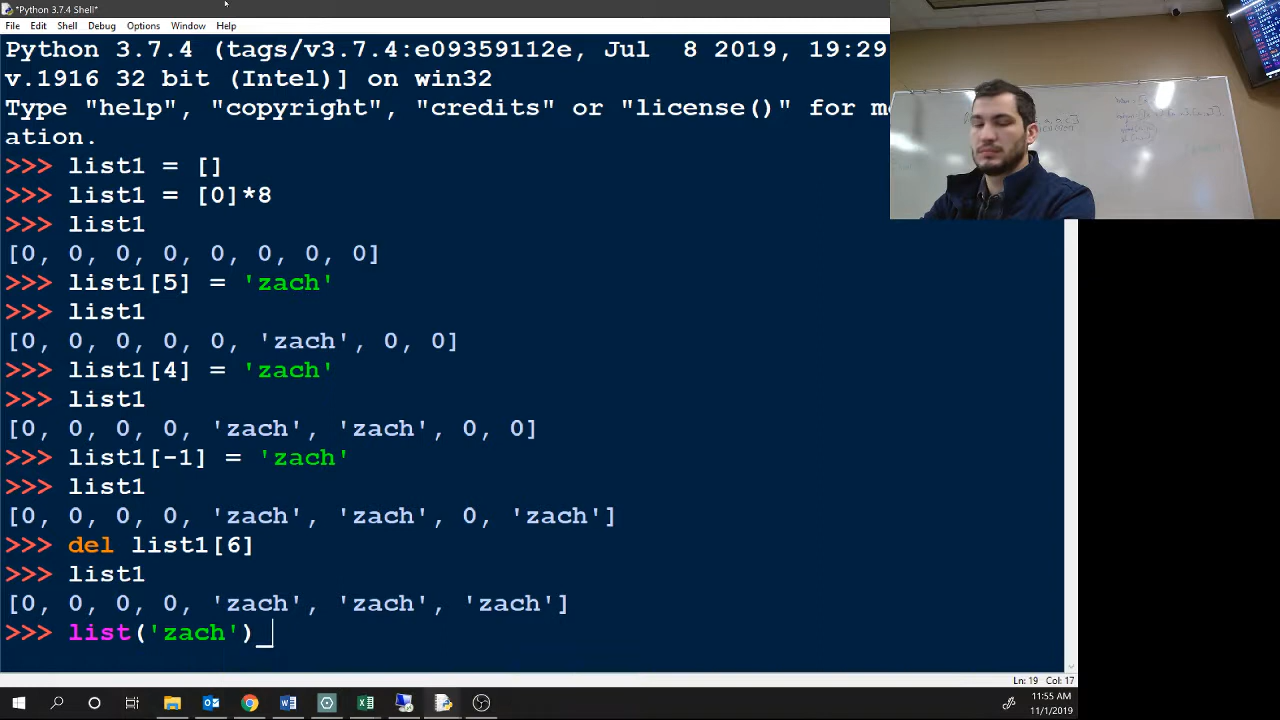 *Python 3.7.4 Shell*
File Edit Shell Debug Options Window Help
Python 3.7.4 (tags/v3.7.4:e09359112e, Jul 8 2019, 19:29
v.1916 32 bit (Intel)] on win32
Type "help", "copyright", "credits" or "license()" for mo
ation.
>>> list1 = []
>>> list1 = [0]*8
>>> list1
[0, 0, 0, 0, 0, 0, 0, 0]
>>> list1[5] = 'zach'
>>> list1
[0, 0, 0, 0, 0, 'zach', 0, 0]
>>> list1[4] = 'zach'
>>> list1
[0, 0, 0, 0, 'zach', 'zach', 0, 0]
>>> list1[-1] = 'zach'
>>> list1
[0, 0, 0, 0, 'zach', 'zach', 0, 'zach']
>>> del list1[6]
>>> list1
[0, 0, 0, 0, 'zach', 'zach', 'zach']
>>> list('zach')_
Ln: 19 Col: 17
11:55 AM
11/1/2019